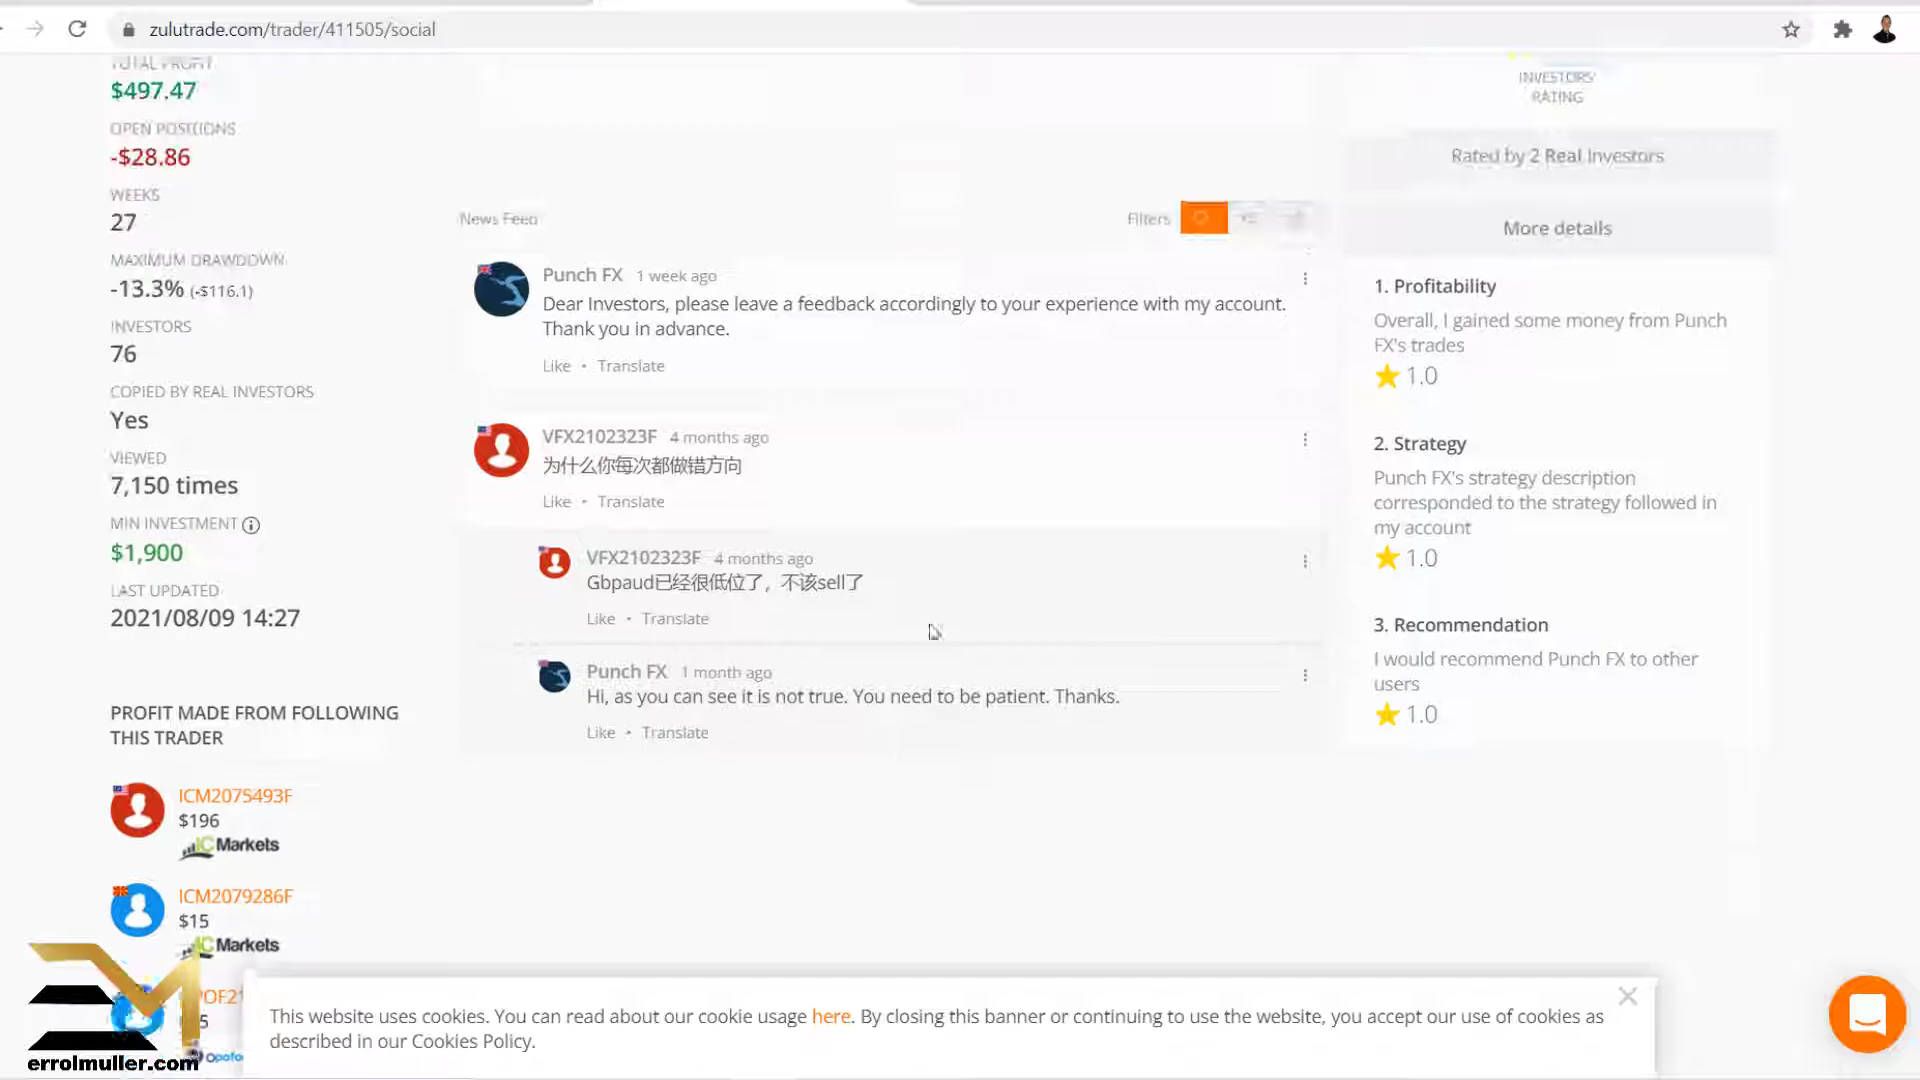 zulutrade.com/trader/411505/social
TOTAL PROFIT
$497.47
OPEN POSITIONS
-$28.86
WEEKS
27
MAXIMUM DRAWDOWN
-13.3% (-$116.1)
INVESTORS
76
COPIED BY REAL INVESTORS
Yes
VIEWED
7,150 times
MIN INVESTMENT
$1,900
LAST UPDATED
2021/08/09 14:27
PROFIT MADE FROM FOLLOWING
THIS TRADER
ICM2075493F
$196
IC Markets
ICM2079286F
$15
IC Markets
errolmuller.com
News Feed
Filters
Punch FX 1 week ago
Dear Investors, please leave a feedback accordingly to your experience with my account.
Thank you in advance.
Like • Translate
VFX2102323F 4 months ago
为什么你每次都做错方向
Like • Translate
VFX2102323F 4 months ago
Gbpaud已经很低位了，不该sell了
Like • Translate
Punch FX 1 month ago
Hi, as you can see it is not true. You need to be patient. Thanks.
Like • Translate
INVESTORS'
RATING
Rated by 2 Real Investors
More details
1. Profitability
Overall, I gained some money from Punch
FX's trades
1.0
2. Strategy
Punch FX's strategy description
corresponded to the strategy followed in
my account
1.0
3. Recommendation
I would recommend Punch FX to other
users
1.0
This website uses cookies. You can read about our cookie usage here. By closing this banner or continuing to use the website, you accept our use of cookies as
described in our Cookies Policy.